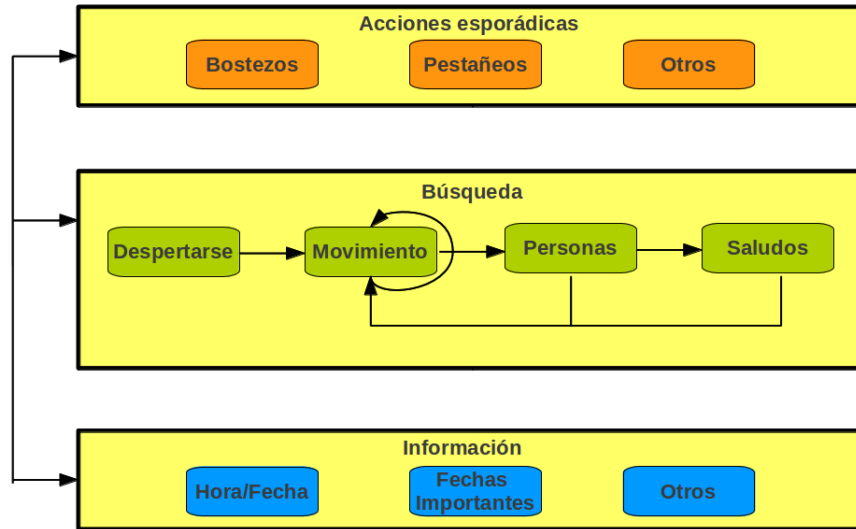 Acciones esporádicas
Bostezos
Pestañeos
Otros
Búsqueda
Despertarse
Movimiento
Personas
Saludos
Información
Hora/Fecha
Fechas
Importantes
Otros